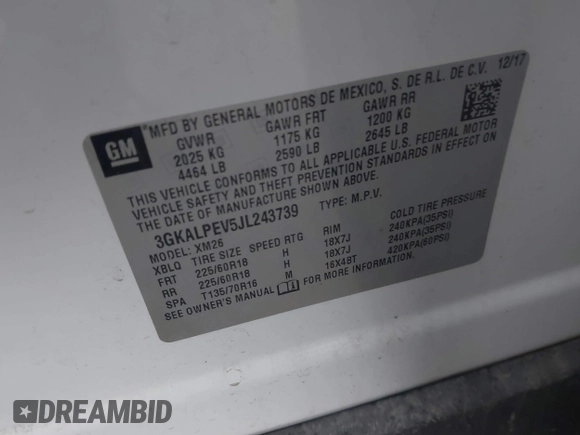 GM
*MFD BY GENERAL MOTORS DE MEXICO, S. DE R.L. DE C.V. 12/17
GVWR GAWR FRT GAWR RR
2025 KG 1175 KG 1200 KG
4464 LB 2590 LB 2645 LB
THIS VEHICLE CONFORMS TO ALL APPLICABLE U.S. FEDERAL MOTOR
VEHICLE SAFETY AND THEFT PREVENTION STANDARDS IN EFFECT ON
THE DATE OF MANUFACTURE SHOWN ABOVE.
3GKALPEV5JL243739 TYPE: M.P.V.
MODEL: XM26
XBLQ TIRE SIZE SPEED RTG RIM COLD TIRE PRESSURE
FRT 225/60R18 H 18X7J 240KPA(35PSI)
RR 225/60R18 H 18X7J 240KPA(35PSI)
SPA T135/70R16 M 16X4BT 420KPA(60PSI)
SEE OWNER'S MANUAL FOR MORE INFORMATION.
DREAMBID